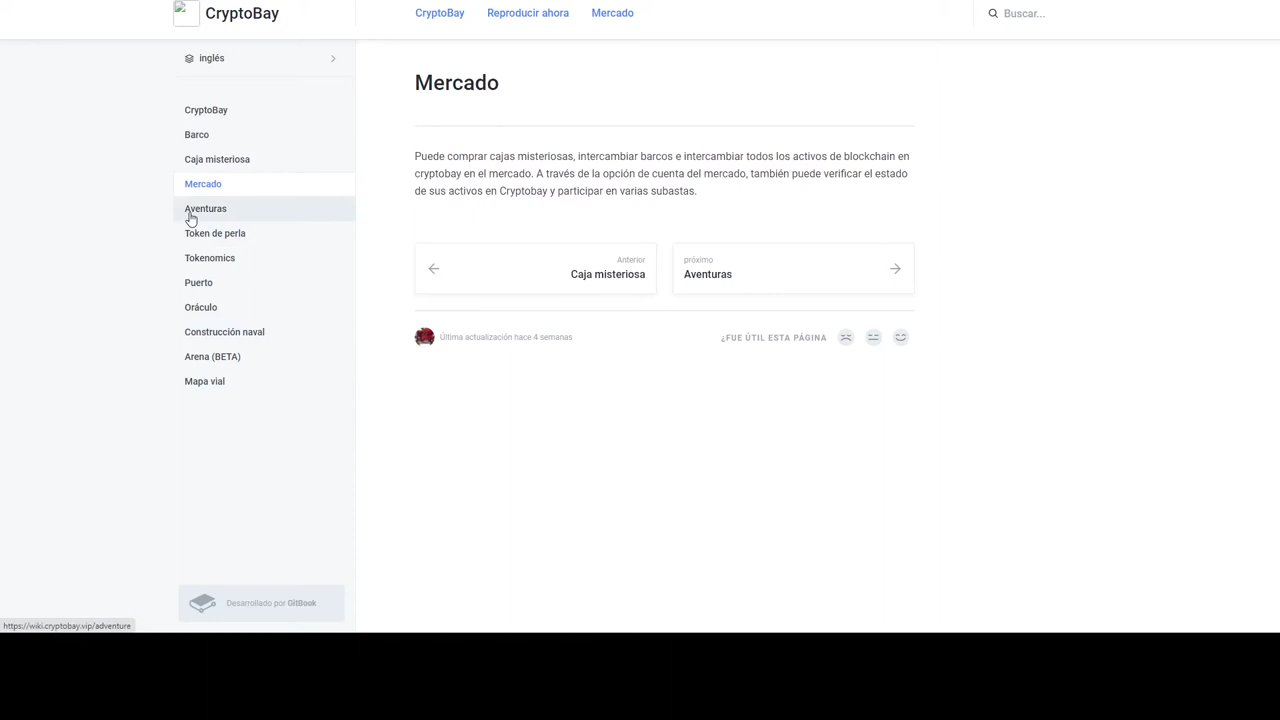 CryptoBay
CryptoBay Reproducir ahora Mercado
Buscar...
inglés
CryptoBay
Barco
Caja misteriosa
Mercado
Aventuras
Token de perla
Tokenomics
Puerto
Oráculo
Construcción naval
Arena (BETA)
Mapa vial
Desarrollado por GitBook
Mercado
Puede comprar cajas misteriosas, intercambiar barcos e intercambiar todos los activos de blockchain en
cryptobay en el mercado. A través de la opción de cuenta del mercado, también puede verificar el estado
de sus activos en Cryptobay y participar en varias subastas.
Anterior
Caja misteriosa
próximo
Aventuras
Última actualización hace 4 semanas
¿FUE ÚTIL ESTA PÁGINA
https://wiki.cryptobay.vip/adventure